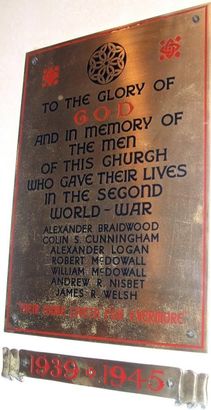 TO THE GLORY OF
GOD
AND IN MEMORY OF
THE MEN
OF THIS CHURCH
WHO GAVE THEIR LIVES
IN THE SECOND
WORLD-WAR
ALEXANDER BRAIDWOOD
COLIN S. CUNNINGHAM
ALEXANDER LOGAN
ROBERT McDOWALL
WILLIAM McDOWALL
ANDREW R. NISBET
JAMES R. WELSH
"THEIR NAME LIVETH FOR EVERMORE"
1939-1945